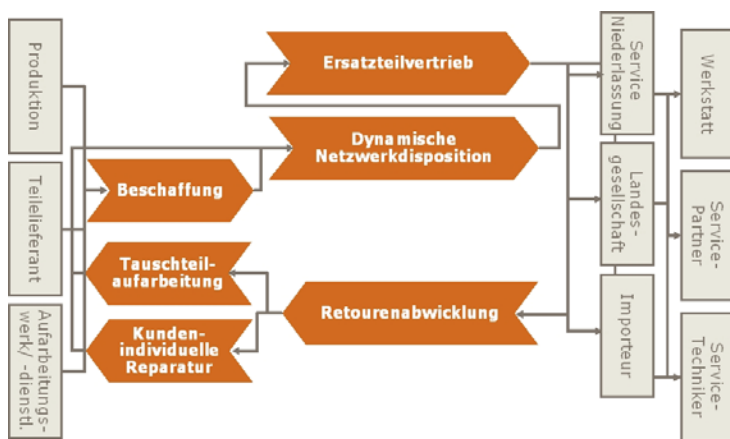 Produktion
Teilelieferant
Aufarbeitungs-
werk/ -dienstl.
Beschaffung
Tauschteil-
aufarbeitung
Kunden-
individuelle
Reparatur
Ersatzteilvertrieb
Dynamische
Netzwerkdisposition
Retourenabwicklung
Service
Niederlassung
Landes-
gesellschaft
Importeur
Werkstatt
Service-
Partner
Service-
Techniker